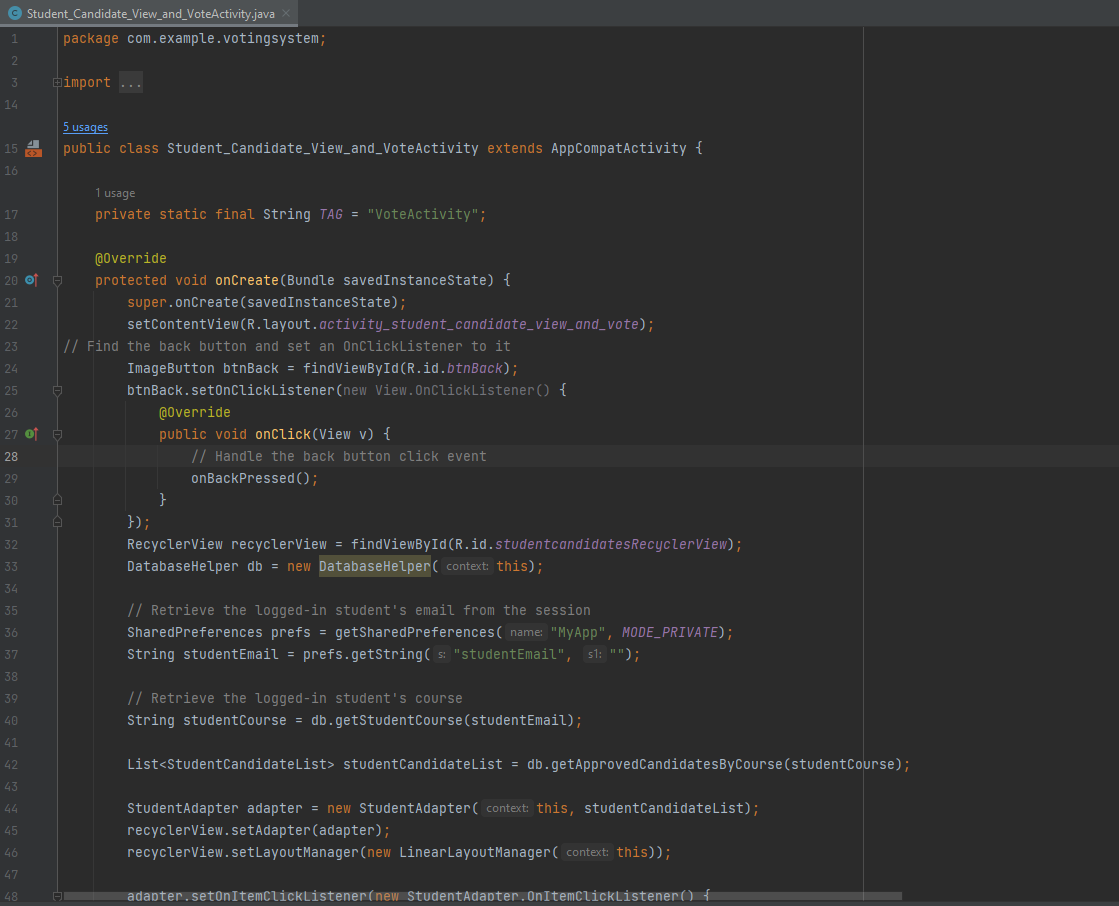 Student_Candidate_View_and_VoteActivity.java
1 package com.example.votingsystem;
2
3 import ...
14
5 usages
15 public class Student_Candidate_View_and_VoteActivity extends AppCompatActivity {
16
1 usage
17 private static final String TAG = "VoteActivity";
18
19 @Override
20 protected void onCreate(Bundle savedInstanceState) {
21 super.onCreate(savedInstanceState);
22 setContentView(R.layout.activity_student_candidate_view_and_vote);
23 // Find the back button and set an OnClickListener to it
24 ImageButton btnBack = findViewById(R.id.btnBack);
25 btnBack.setOnClickListener(new View.OnClickListener() {
26 @Override
27 public void onClick(View v) {
28 // Handle the back button click event
29 onBackPressed();
30 }
31 });
32 RecyclerView recyclerView = findViewById(R.id.studentcandidatesRecyclerView);
33 DatabaseHelper db = new DatabaseHelper( context: this);
34
35 // Retrieve the logged-in student's email from the session
36 SharedPreferences prefs = getSharedPreferences( name: "MyApp", MODE_PRIVATE);
37 String studentEmail = prefs.getString( s: "studentEmail", s1: "");
38
39 // Retrieve the logged-in student's course
40 String studentCourse = db.getStudentCourse(studentEmail);
41
42 List<StudentCandidateList> studentCandidateList = db.getApprovedCandidatesByCourse(studentCourse);
43
44 StudentAdapter adapter = new StudentAdapter( context: this, studentCandidateList);
45 recyclerView.setAdapter(adapter);
46 recyclerView.setLayoutManager(new LinearLayoutManager( context: this));
47
48 adapter.setOnItemClickListener(new StudentAdapter.OnItemClickListener() {